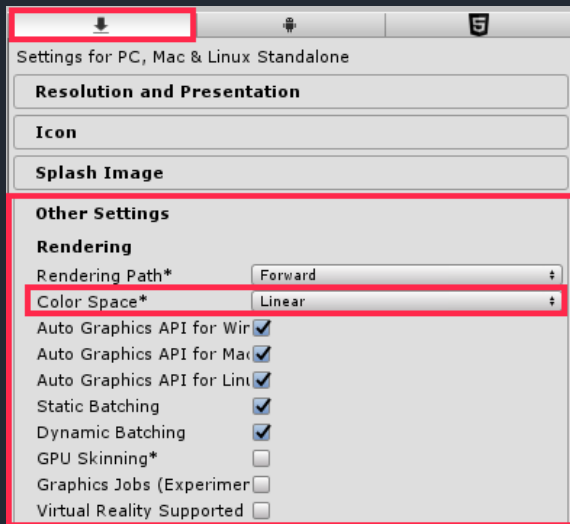 Settings for PC, Mac & Linux Standalone
Resolution and Presentation
Icon
Splash Image
Other Settings
Rendering
Rendering Path* Forward
Color Space* Linear
Auto Graphics API for Win
Auto Graphics API for Mac
Auto Graphics API for Linu
Static Batching
Dynamic Batching
GPU Skinning*
Graphics Jobs (Experimen
Virtual Reality Supported